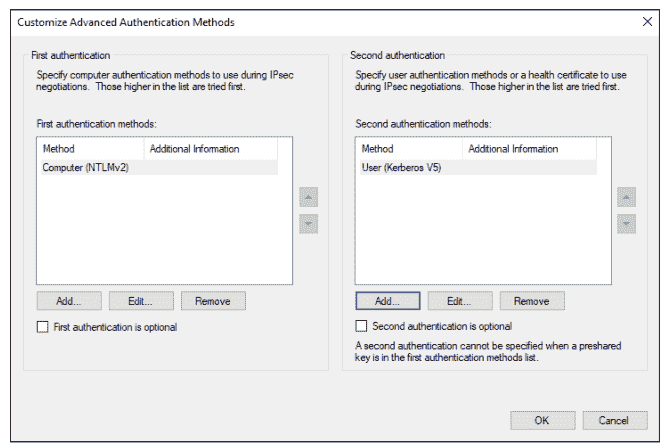 Customize Advanced Authentication Methods
First authentication
Specify computer authentication methods to use during IPsec
negotiations. Those higher in the list are tried first.
First authentication methods:
Method Additional Information
Computer (NTLMv2)
Add... Edit... Remove
First authentication is optional
Second authentication
Specify user authentication methods or a health certificate to use
during IPsec negotiations. Those higher in the list are tried first.
Second authentication methods:
Method Additional Information
User (Kerberos V5)
Add... Edit... Remove
Second authentication is optional
A second authentication cannot be specified when a preshared
key is in the first authentication methods list.
OK Cancel